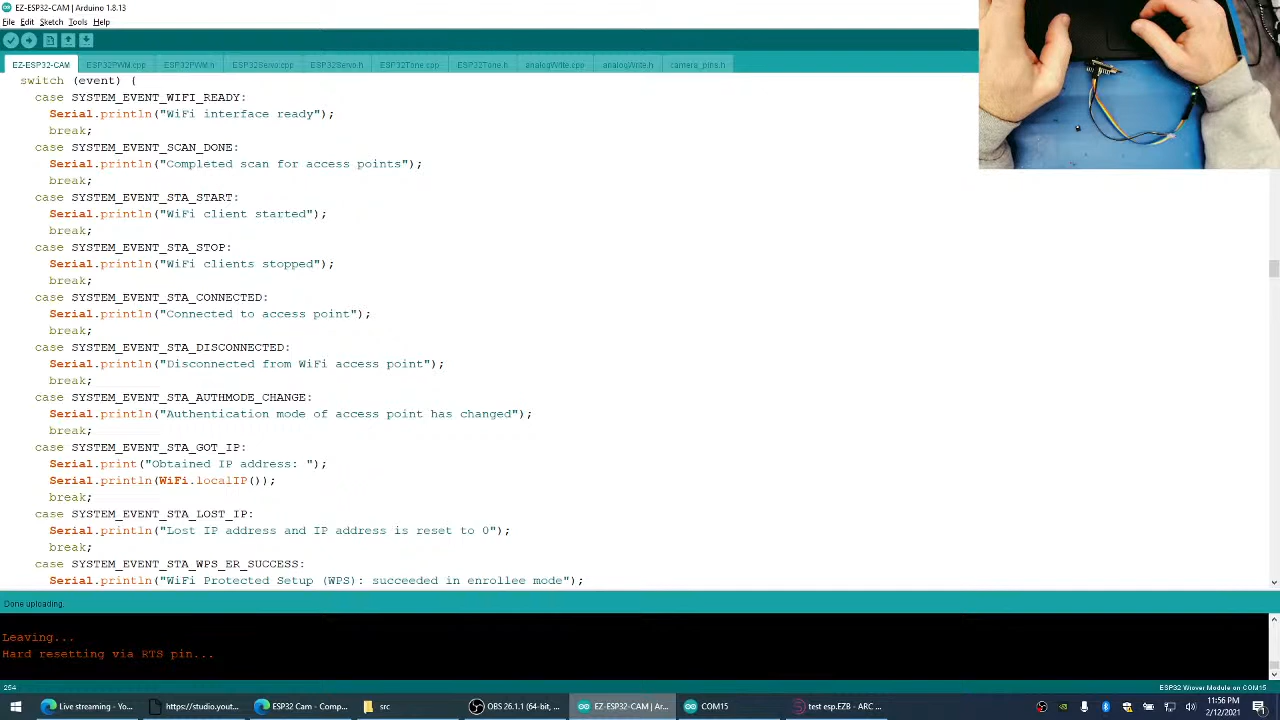 EZ-ESP32-CAM | Arduino 1.8.13
File Edit Sketch Tools Help
EZ-ESP32-CAM ESP32PWM.cpp ESP32PWM.h ESP32Servo.cpp ESP32Servo.h ESP32Tone.cpp ESP32Tone.h analogWrite.cpp analogWrite.h camera_pins.h
switch (event) {
case SYSTEM_EVENT_WIFI_READY:
Serial.println("WiFi interface ready");
break;
case SYSTEM_EVENT_SCAN_DONE:
Serial.println("Completed scan for access points");
break;
case SYSTEM_EVENT_STA_START:
Serial.println("WiFi client started");
break;
case SYSTEM_EVENT_STA_STOP:
Serial.println("WiFi clients stopped");
break;
case SYSTEM_EVENT_STA_CONNECTED:
Serial.println("Connected to access point");
break;
case SYSTEM_EVENT_STA_DISCONNECTED:
Serial.println("Disconnected from WiFi access point");
break;
case SYSTEM_EVENT_STA_AUTHMODE_CHANGE:
Serial.println("Authentication mode of access point has changed");
break;
case SYSTEM_EVENT_STA_GOT_IP:
Serial.print("Obtained IP address: ");
Serial.println(WiFi.localIP());
break;
case SYSTEM_EVENT_STA_LOST_IP:
Serial.println("Lost IP address and IP address is reset to 0");
break;
case SYSTEM_EVENT_STA_WPS_ER_SUCCESS:
Serial.println("WiFi Protected Setup (WPS): succeeded in enrollee mode");
Done uploading.
Leaving...
Hard resetting via RTS pin...
254 ESP32 Wrover Module on COM15
Live streaming - Yo... https://studio.yout... ESP32 Cam - Comp... src OBS 26.1.1 (64-bit, ... EZ-ESP32-CAM | Ar... COM15 test esp.EZB - ARC ... 11:56 PM
2/12/2021